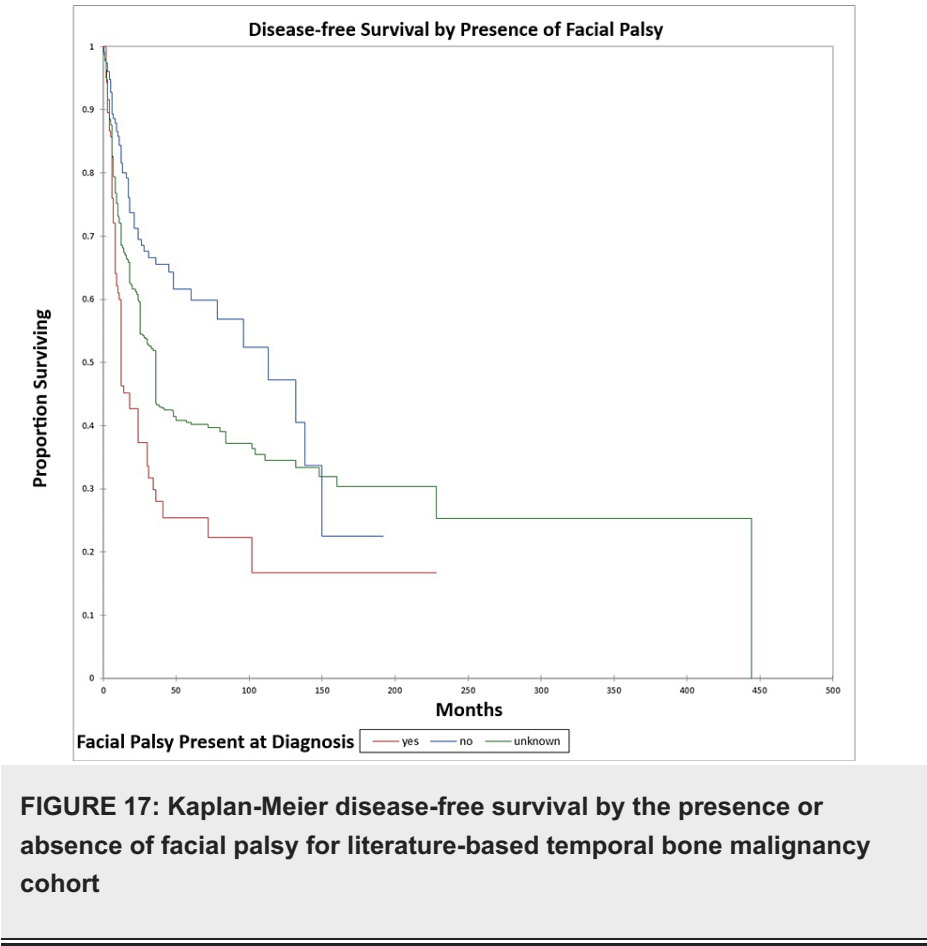 Disease-free Survival by Presence of Facial Palsy
1
0.9
0.8
0.7
0.6
0.5
0.4
0.3
0.2
0.1
0
Proportion Surviving
0 50 100 150 200 250 300 350 400 450 500
Months
Facial Palsy Present at Diagnosis yes no unknown
FIGURE 17: Kaplan-Meier disease-free survival by the presence or
absence of facial palsy for literature-based temporal bone malignancy
cohort